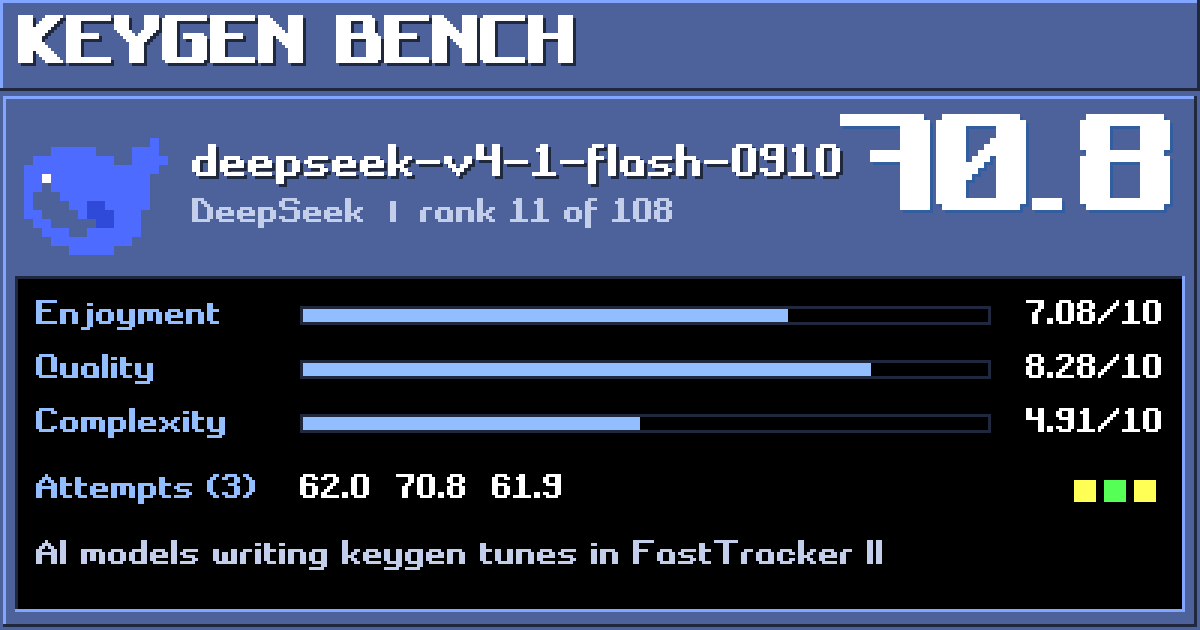 KEYGEN BENCH
deepseek-v4-1-flash-0910
70.8
DeepSeek | rank 11 of 108
Enjoyment 7.08/10
Quality 8.28/10
Complexity 4.91/10
Attempts (3) 62.0 70.8 61.9
AI models writing keygen tunes in FastTracker II